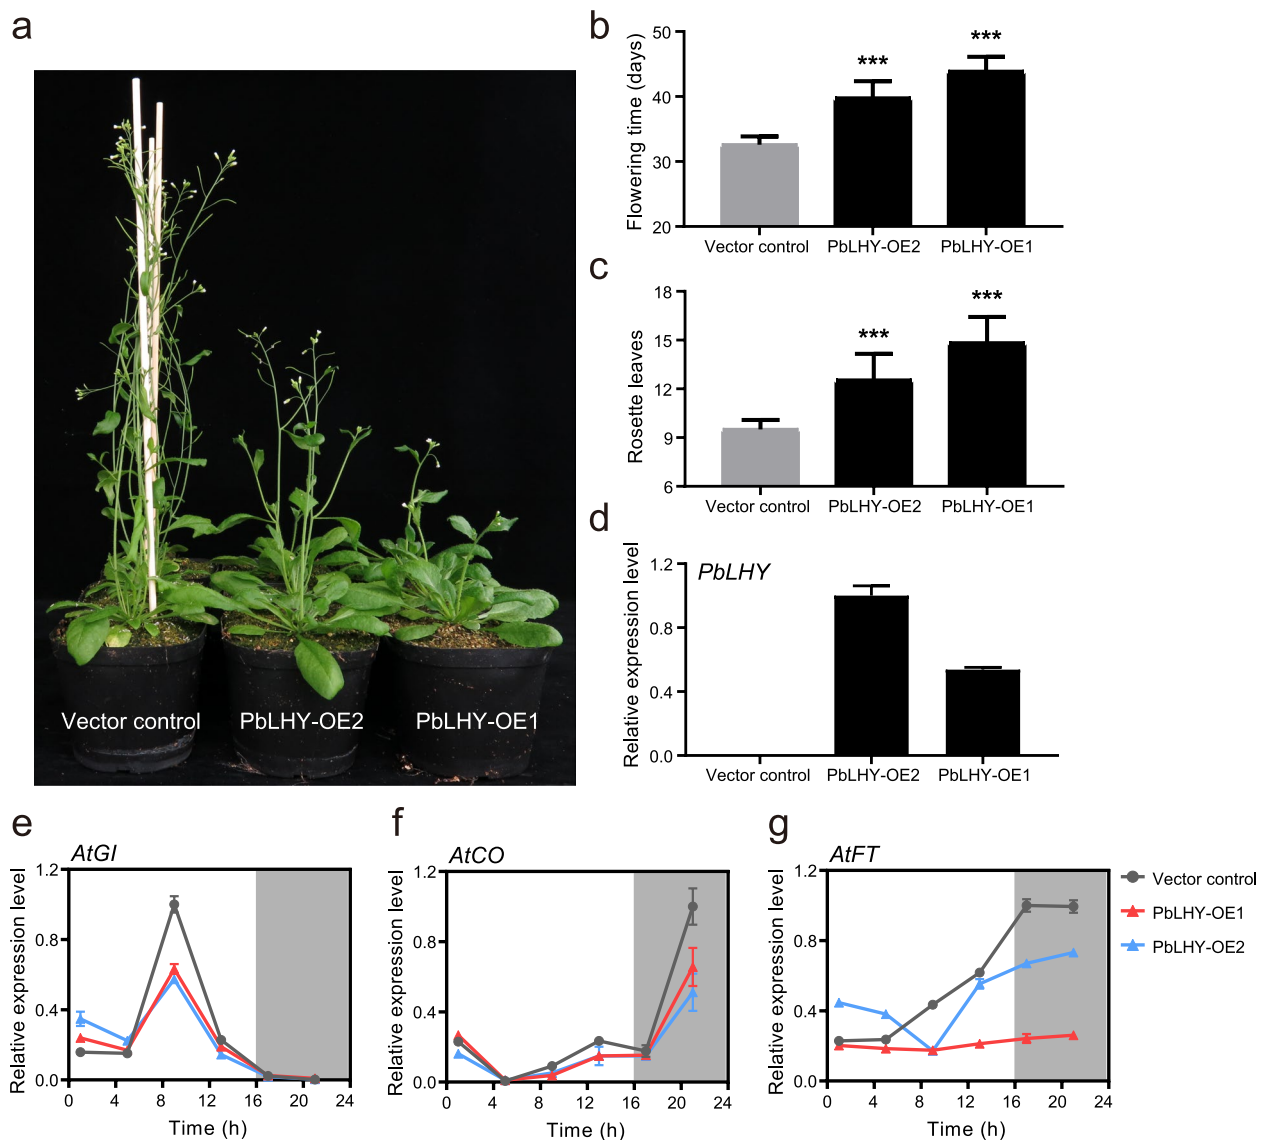 a
Vector control
PbLHY-OE2
PbLHY-OE1
b
Flowering time (days)
50
40
30
20
***
***
Vector control
PbLHY-OE2
PbLHY-OE1
c
Rosette leaves
18
15
12
9
6
***
***
Vector control
PbLHY-OE2
PbLHY-OE1
d
PbLHY
Relative expression level
1.2
0.8
0.4
0.0
Vector control
PbLHY-OE2
PbLHY-OE1
e
AtGI
Relative expression level
1.2
0.8
0.4
0.0
0 4 8 12 16 20 24
Time (h)
f
AtCO
Relative expression level
1.2
0.8
0.4
0.0
0 4 8 12 16 20 24
Time (h)
g
AtFT
Relative expression level
1.2
0.8
0.4
0.0
0 4 8 12 16 20 24
Time (h)
Vector control
PbLHY-OE1
PbLHY-OE2